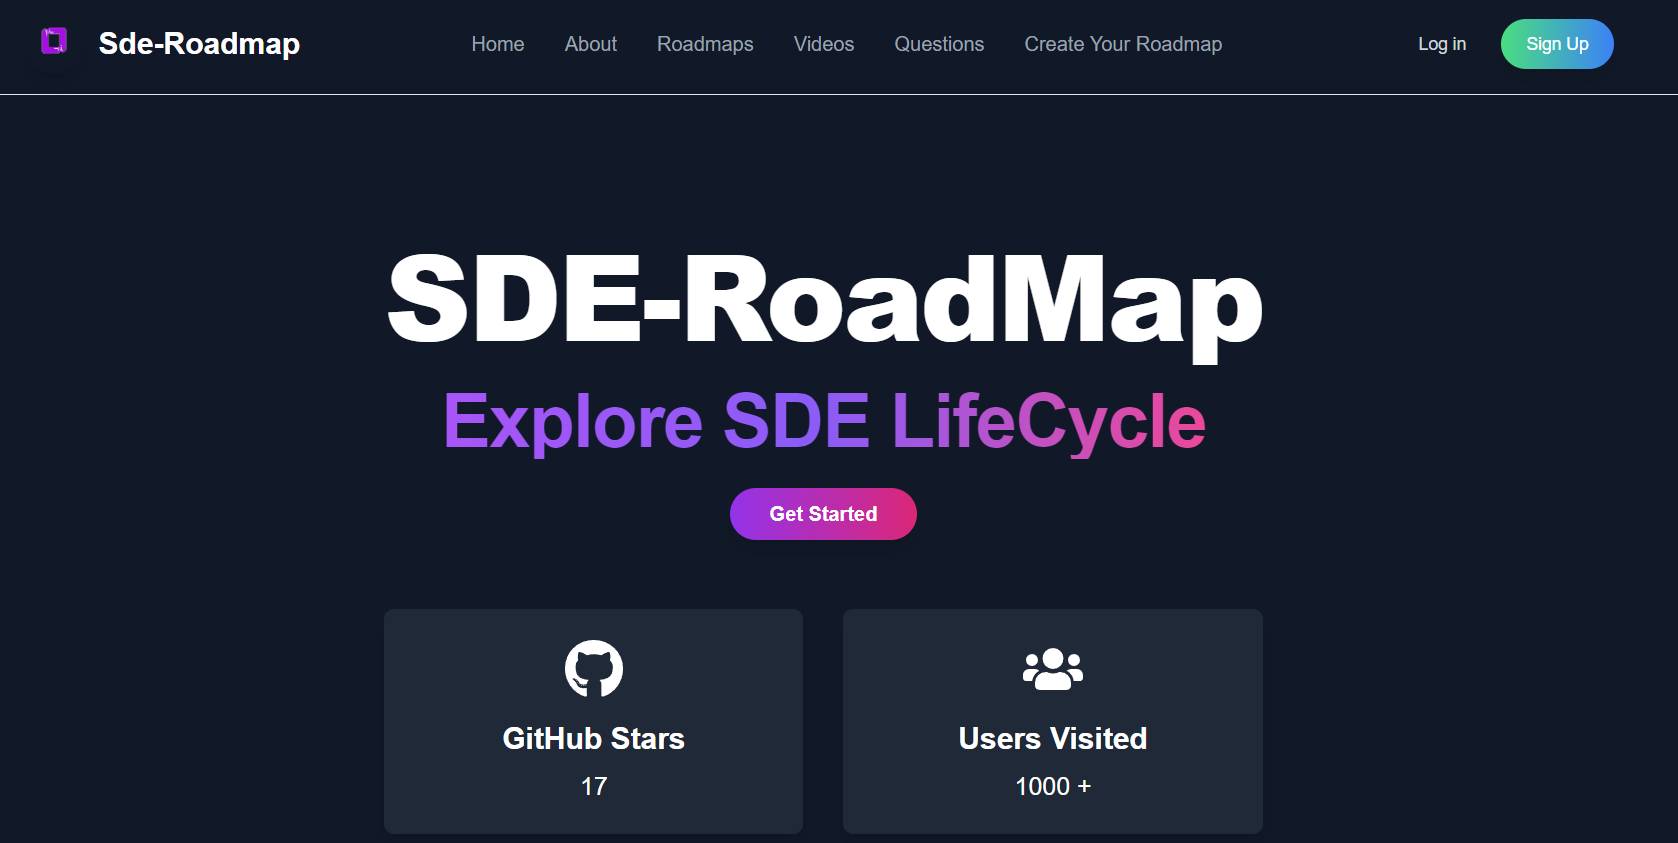 Sde-Roadmap
Home About Roadmaps Videos Questions Create Your Roadmap
Log in Sign Up
SDE-RoadMap
Explore SDE LifeCycle
Get Started
GitHub Stars
17
Users Visited
1000 +